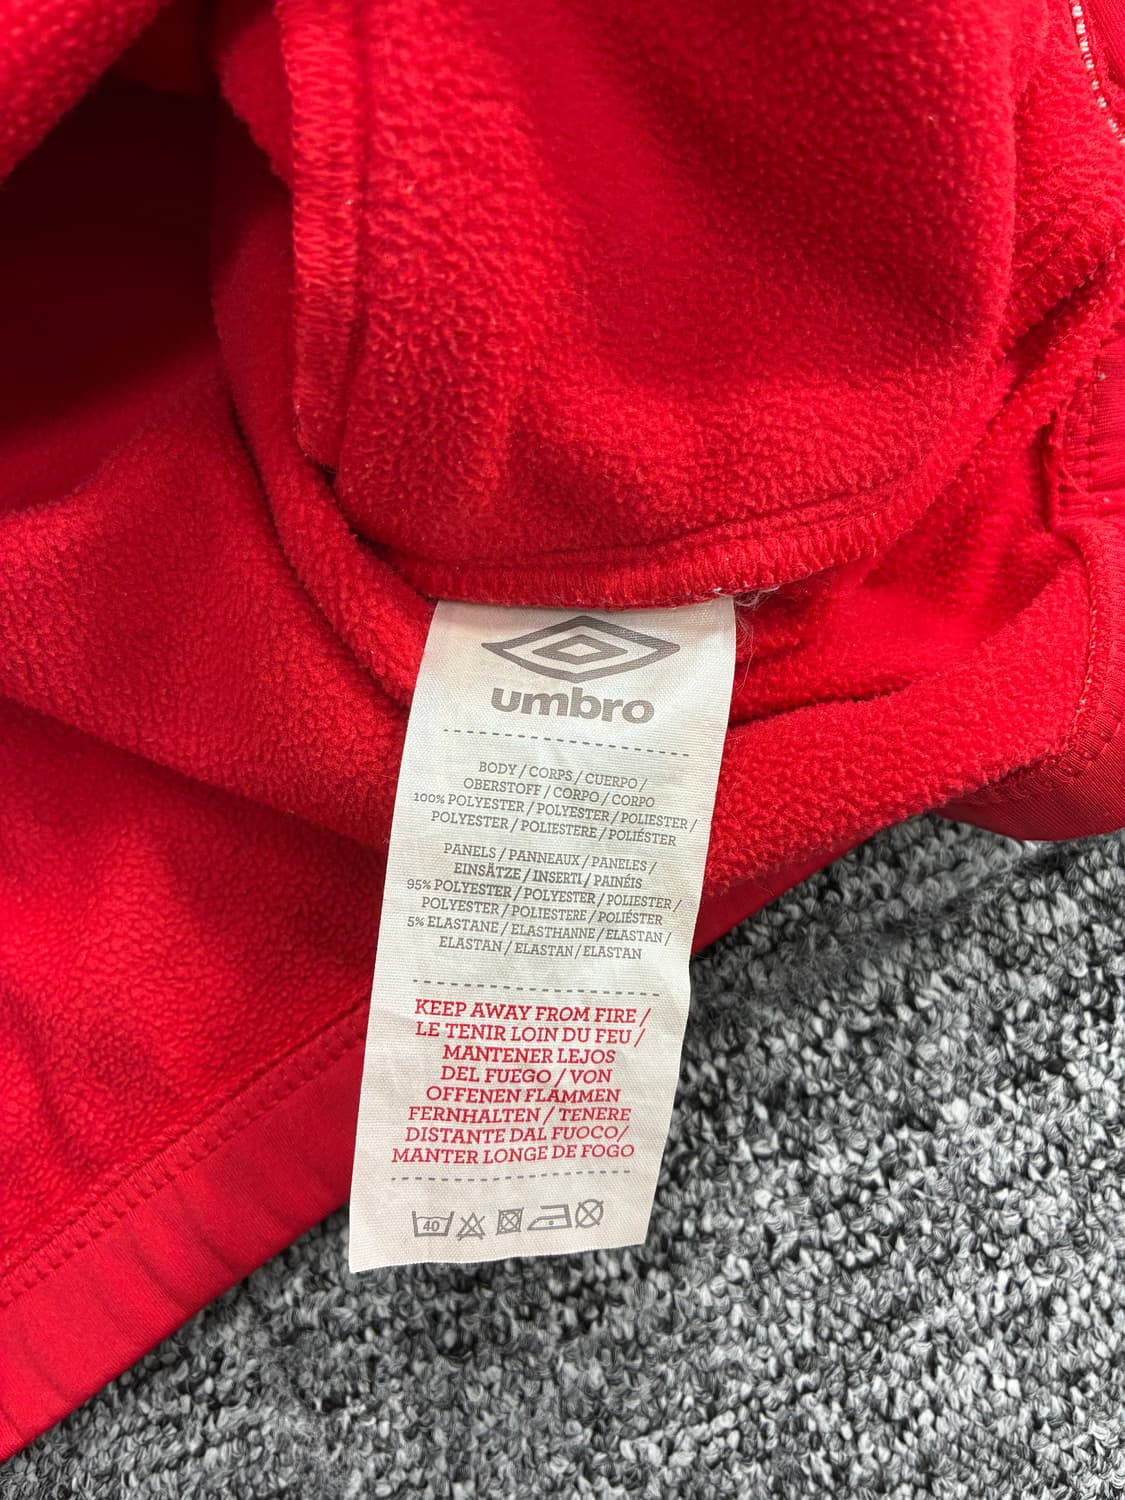 umbro
BODY / CORPS / CUERPO /
OBERSTOFF / CORPO / CORPO
100% POLYESTER / POLYESTER / POLIESTER /
POLYESTER / POLIESTERE / POLIÉSTER
PANELS / PANNEAUX / PANELES /
EINSÄTZE / INSERTI / PAINÉIS
95% POLYESTER / POLYESTER / POLIESTER /
POLYESTER / POLIESTERE / POLIÉSTER
5% ELASTANE / ELASTHANNE / ELASTAN /
ELASTAN / ELASTAN / ELASTAN
KEEP AWAY FROM FIRE /
LE TENIR LOIN DU FEU /
MANTENER LEJOS
DEL FUEGO / VON
OFFENEN FLAMMEN
FERNHALTEN / TENERE
DISTANTE DAL FUOCO/
MANTER LONGE DE FOGO
40